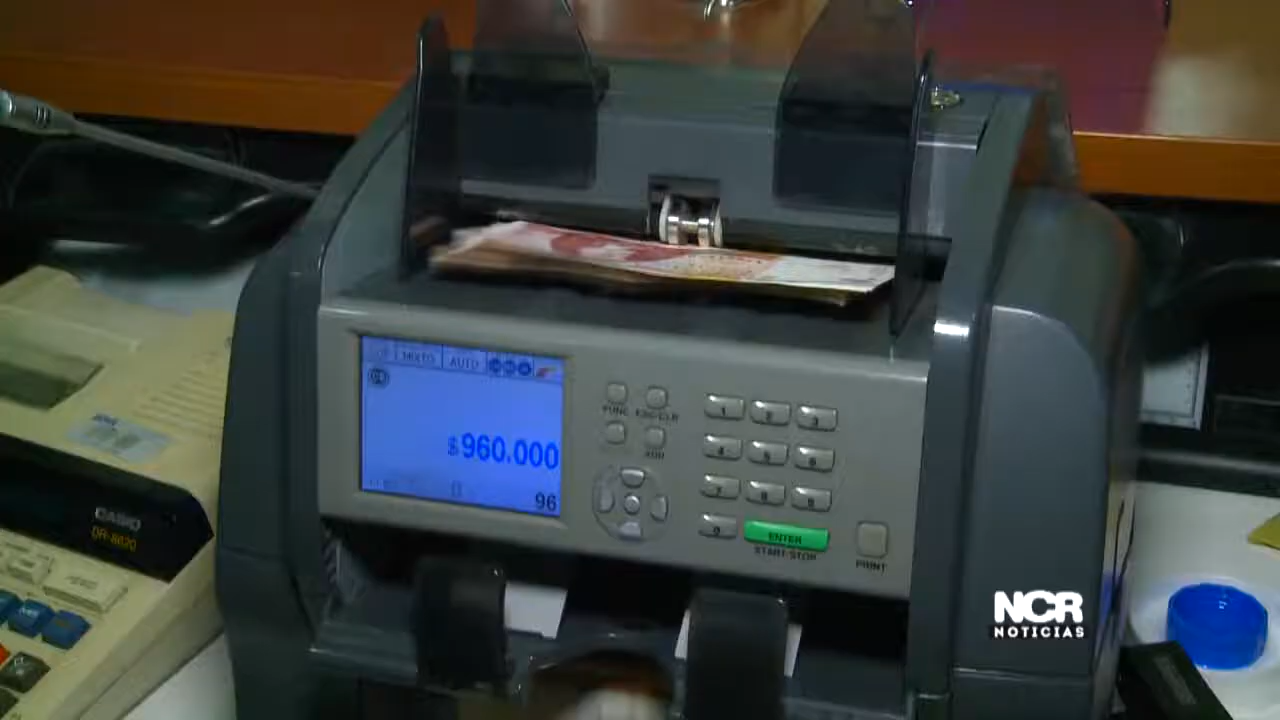 MIXTO AUTO
$960.000
96
FUNC ESC/CLR
ADD
1 2 3
4 5 6
7 8 9
0 ENTER
START/STOP
PRINT
CASIO
DR-8620
NCR
NOTICIAS